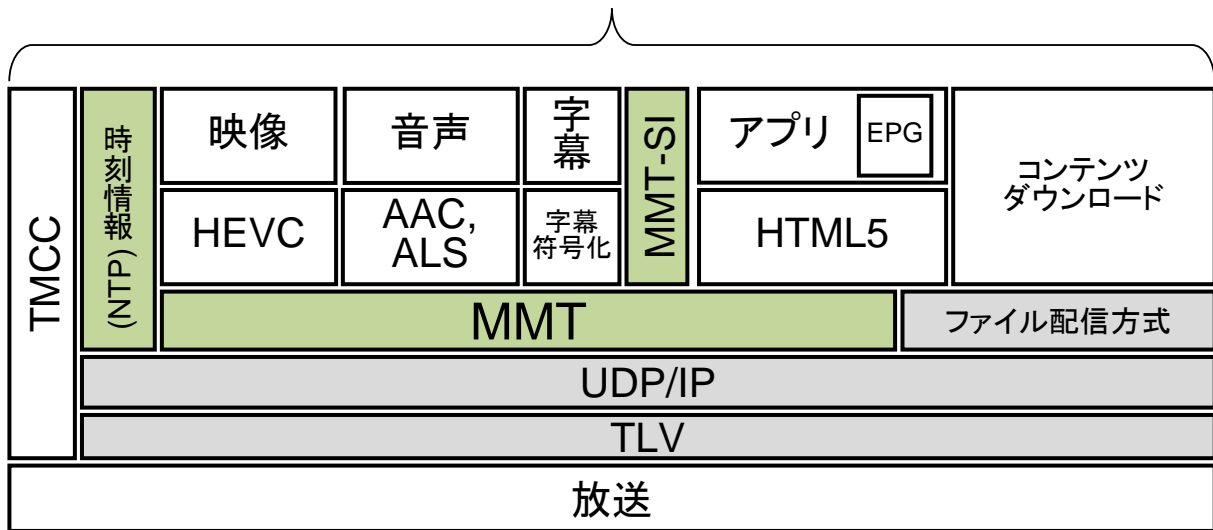 TMCC
時刻情報(NTP)
映像
音声
字幕
MMT-SI
アプリ
EPG
コンテンツ
ダウンロード
HEVC
AAC,
ALS
字幕
符号化
HTML5
MMT
ファイル配信方式
UDP/IP
TLV
放送